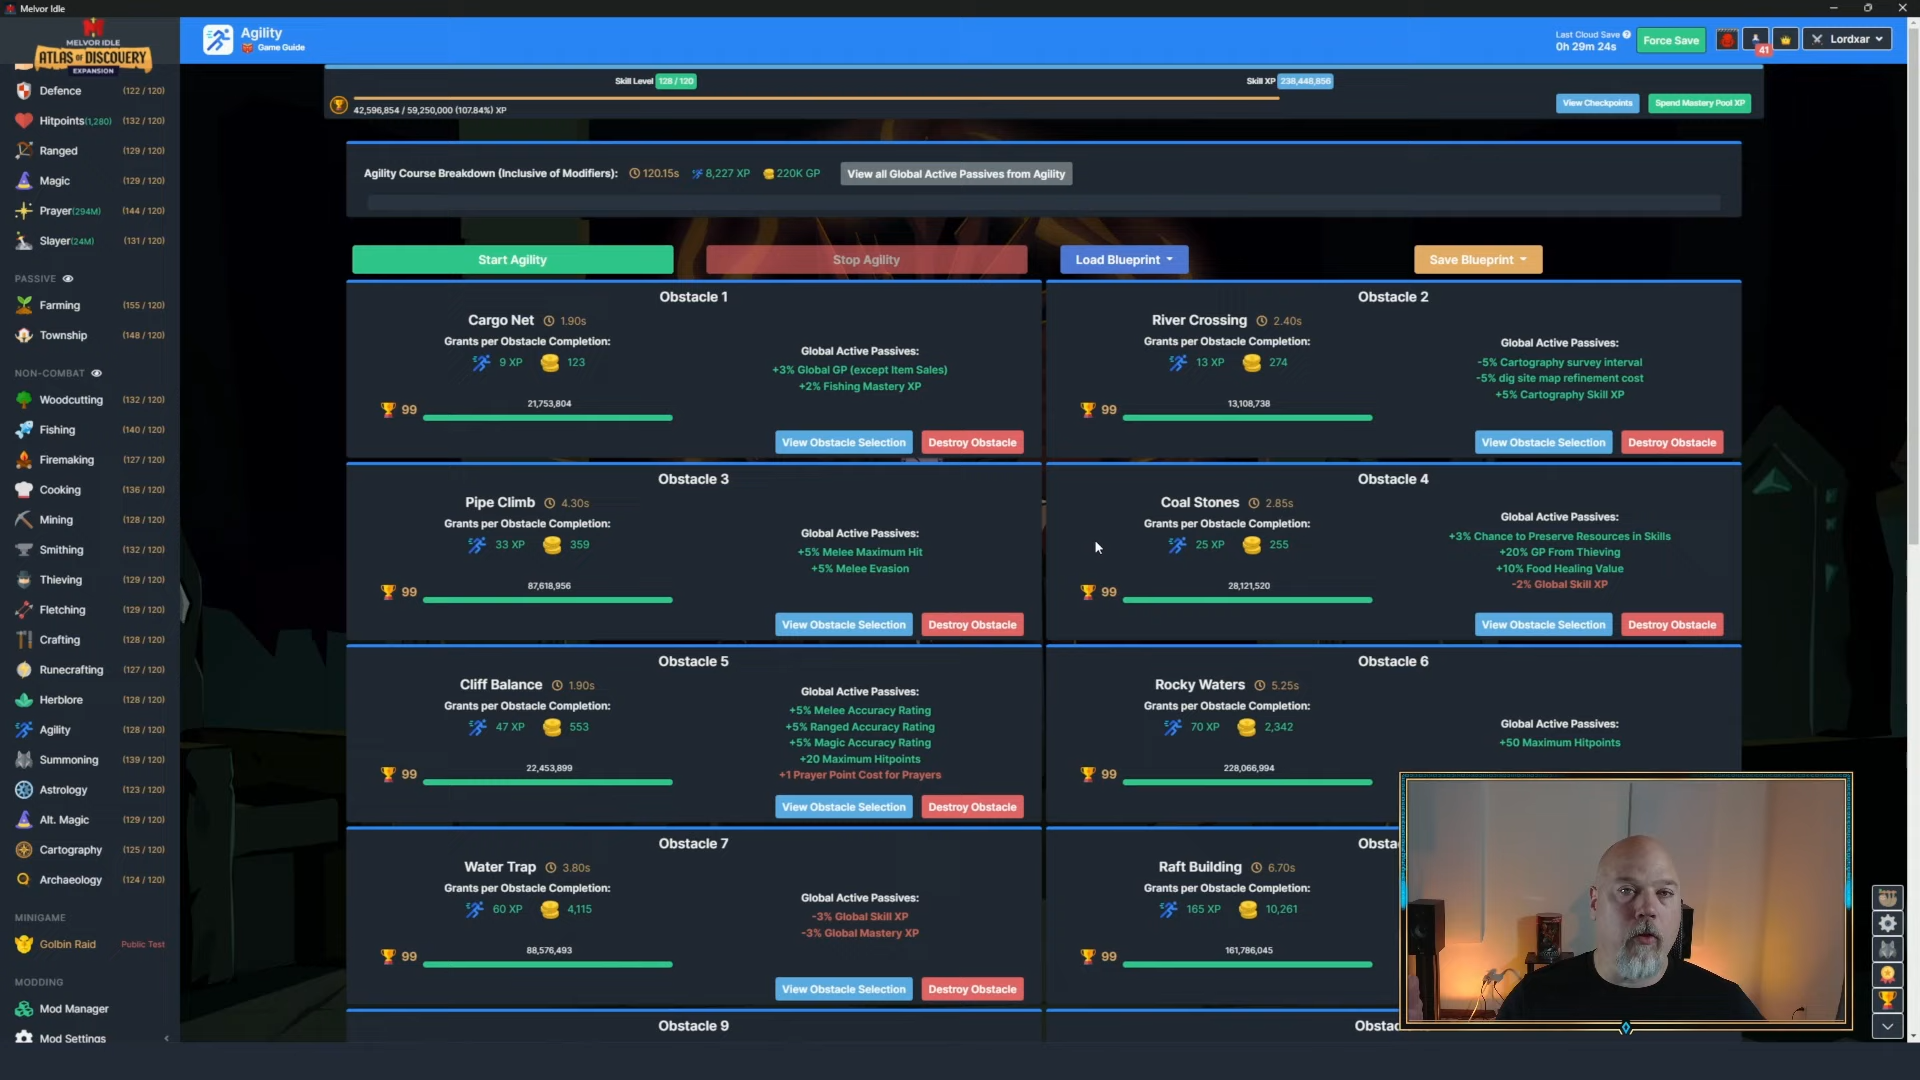 Melvor Idle
MELVOR IDLE
ATLAS OF DISCOVERY
EXPANSION
Agility
Game Guide
Last Cloud Save
0h 29m 24s
Force Save
41
Lordxar
Skill Level 128 / 120
Skill XP 238,448,856
42,596,854 / 59,250,000 (107.84%) XP
View Checkpoints
Spend Mastery Pool XP
Defence (122 / 120)
Hitpoints(1,280) (132 / 120)
Ranged (129 / 120)
Magic (129 / 120)
Prayer(294M) (144 / 120)
Slayer(24M) (131 / 120)
PASSIVE
Farming (155 / 120)
Township (148 / 120)
NON-COMBAT
Woodcutting (132 / 120)
Fishing (140 / 120)
Firemaking (127 / 120)
Cooking (136 / 120)
Mining (128 / 120)
Smithing (132 / 120)
Thieving (129 / 120)
Fletching (129 / 120)
Crafting (128 / 120)
Runecrafting (127 / 120)
Herblore (128 / 120)
Agility (128 / 120)
Summoning (139 / 120)
Astrology (123 / 120)
Alt. Magic (129 / 120)
Cartography (125 / 120)
Archaeology (124 / 120)
MINIGAME
Golbin Raid Public Test
MODDING
Mod Manager
Mod Settings
Agility Course Breakdown (Inclusive of Modifiers): 120.15s 8,227 XP 220K GP
View all Global Active Passives from Agility
Start Agility
Stop Agility
Load Blueprint
Save Blueprint
Obstacle 1
Cargo Net 1.90s
Grants per Obstacle Completion:
9 XP 123
21,753,804
99
Global Active Passives:
+3% Global GP (except Item Sales)
+2% Fishing Mastery XP
View Obstacle Selection
Destroy Obstacle
Obstacle 2
River Crossing 2.40s
Grants per Obstacle Completion:
13 XP 274
13,108,738
99
Global Active Passives:
-5% Cartography survey interval
-5% dig site map refinement cost
+5% Cartography Skill XP
View Obstacle Selection
Destroy Obstacle
Obstacle 3
Pipe Climb 4.30s
Grants per Obstacle Completion:
33 XP 359
87,618,956
99
Global Active Passives:
+5% Melee Maximum Hit
+5% Melee Evasion
View Obstacle Selection
Destroy Obstacle
Obstacle 4
Coal Stones 2.85s
Grants per Obstacle Completion:
25 XP 255
28,121,520
99
Global Active Passives:
+3% Chance to Preserve Resources in Skills
+20% GP From Thieving
+10% Food Healing Value
-2% Global Skill XP
View Obstacle Selection
Destroy Obstacle
Obstacle 5
Cliff Balance 1.90s
Grants per Obstacle Completion:
47 XP 553
22,453,899
99
Global Active Passives:
+5% Melee Accuracy Rating
+5% Ranged Accuracy Rating
+5% Magic Accuracy Rating
+20 Maximum Hitpoints
+1 Prayer Point Cost for Prayers
View Obstacle Selection
Destroy Obstacle
Obstacle 6
Rocky Waters 5.25s
Grants per Obstacle Completion:
70 XP 2,342
228,066,994
99
Global Active Passives:
+50 Maximum Hitpoints
Obstacle 7
Water Trap 3.80s
Grants per Obstacle Completion:
60 XP 4,115
88,576,493
99
Global Active Passives:
-3% Global Skill XP
-3% Global Mastery XP
View Obstacle Selection
Destroy Obstacle
Obsta
Raft Building 6.70s
Grants per Obstacle Completion:
165 XP 10,261
161,786,045
99
Obstacle 9
Obstac